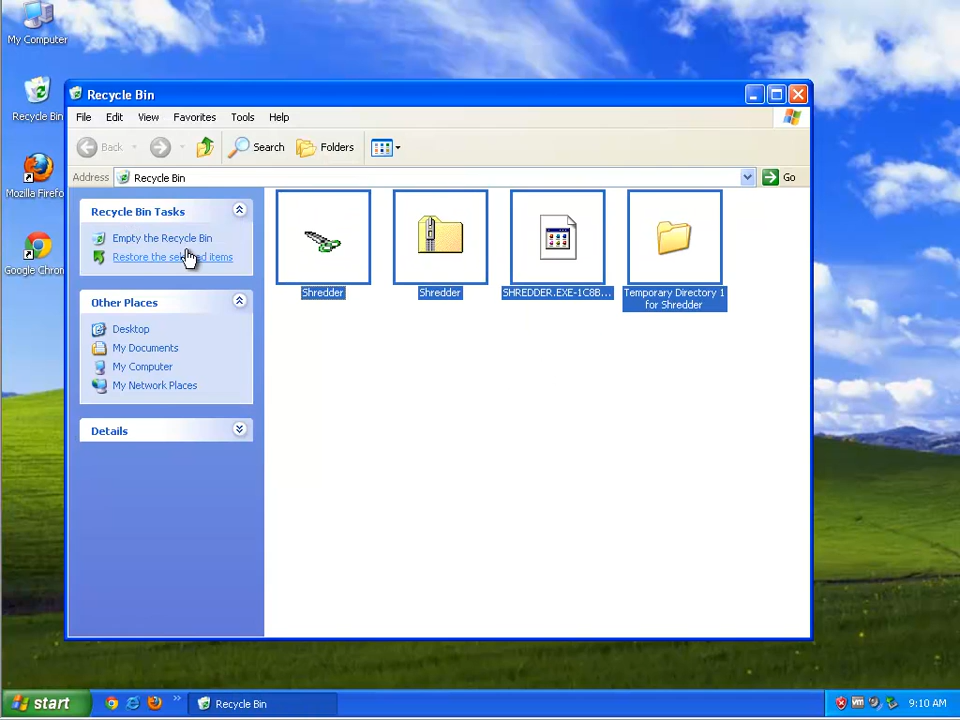 My Computer
Recycle Bin
Mozilla Firefo
Google Chrom
Recycle Bin
File Edit View Favorites Tools Help
Back Search Folders
Address Recycle Bin Go
Recycle Bin Tasks
Empty the Recycle Bin
Restore the selected items
Other Places
Desktop
My Documents
My Computer
My Network Places
Details
Shredder
Shredder
SHREDDER.EXE-1C8B...
Temporary Directory 1
for Shredder
start
Recycle Bin
vm
9:10 AM